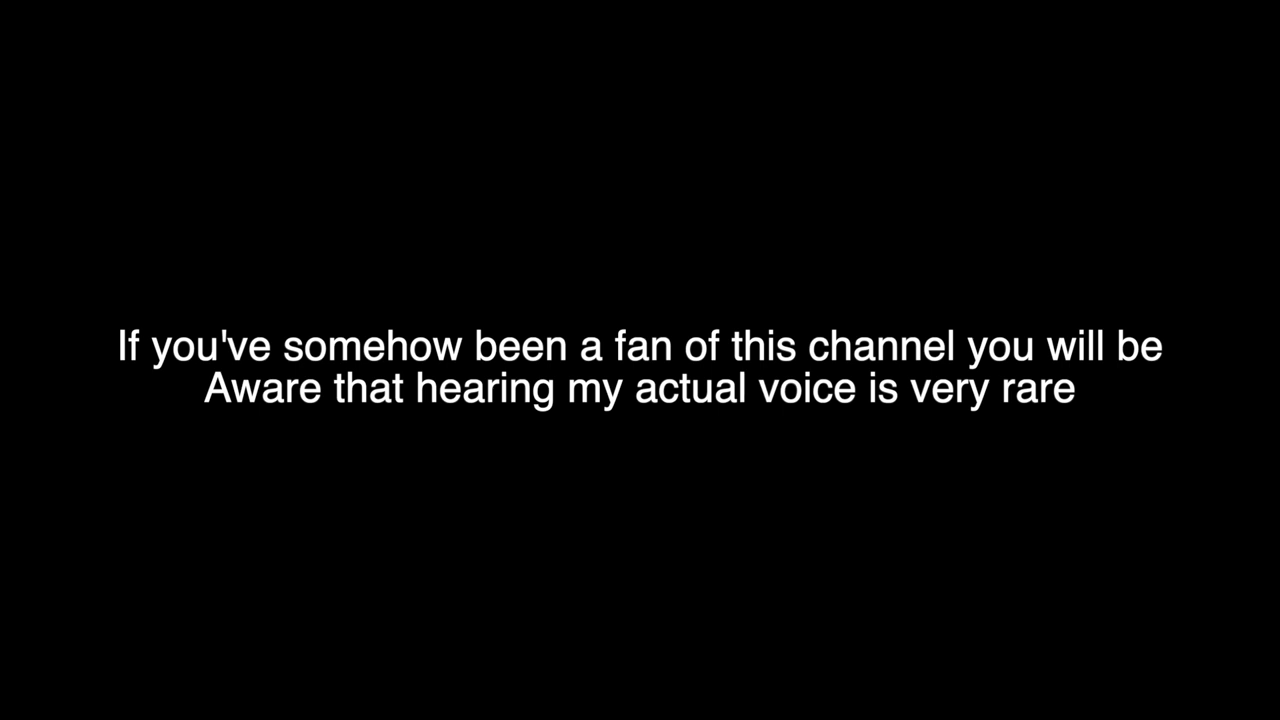 If you've somehow been a fan of this channel you will be
Aware that hearing my actual voice is very rare